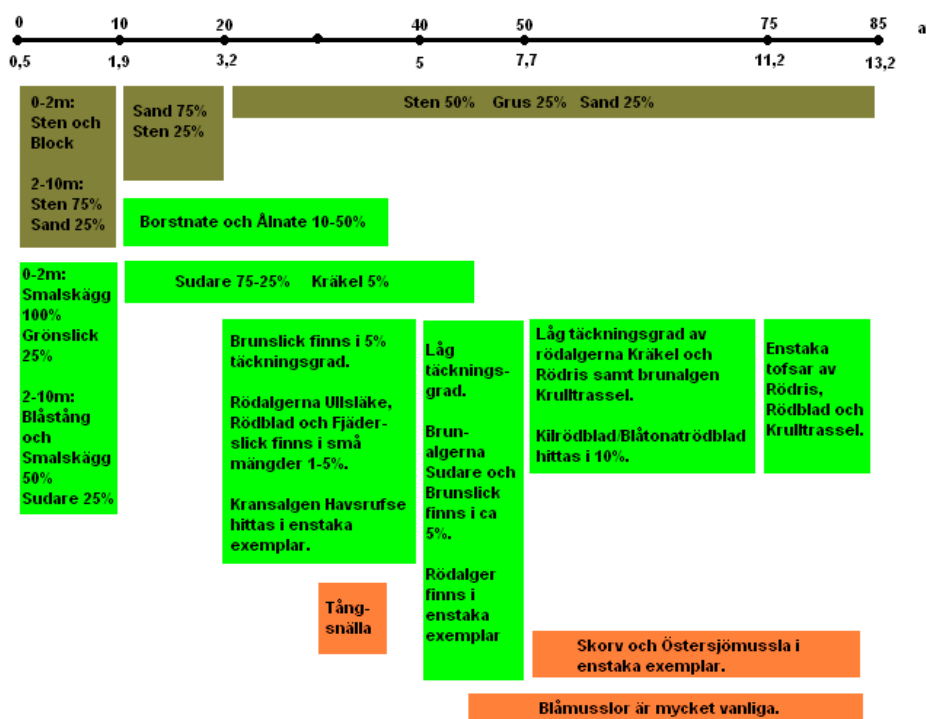 0 10 20 40 50 75 85 a
0,5 1,9 3,2 5 7,7 11,2 13,2
0-2m:
Sten och
Block
2-10m:
Sten 75%
Sand 25%
Sand 75%
Sten 25%
Sten 50% Grus 25% Sand 25%
Borstnate och Ålnate 10-50%
Sudare 75-25% Kräkel 5%
0-2m:
Smalskägg
100%
Grönslick
25%
2-10m:
Blåstång
och
Smalskägg
50%
Sudare 25%
Brunslick finns i 5%
täckningsgrad.
Rödalgerna Ullsläke,
Rödblad och Fjäder-
slick finns i små
mängder 1-5%.
Kransalgen Havsrufse
hittas i enstaka
exemplar.
Låg
täcknings-
grad.
Brun-
algerna
Sudare och
Brunslick
finns i ca
5%.
Rödalger
finns i
enstaka
exemplar
Låg täckningsgrad av
rödalgerna Kräkel och
Rödris samt brunalgen
Krulltrassel.
Kilrödblad/Blåtonatrödblad
hittas i 10%.
Enstaka
tofsar av
Rödris,
Rödblad och
Krulltrassel.
Tång-
snälla
Skorv och Östersjömussla i
enstaka exemplar.
Blåmusslor är mycket vanliga.